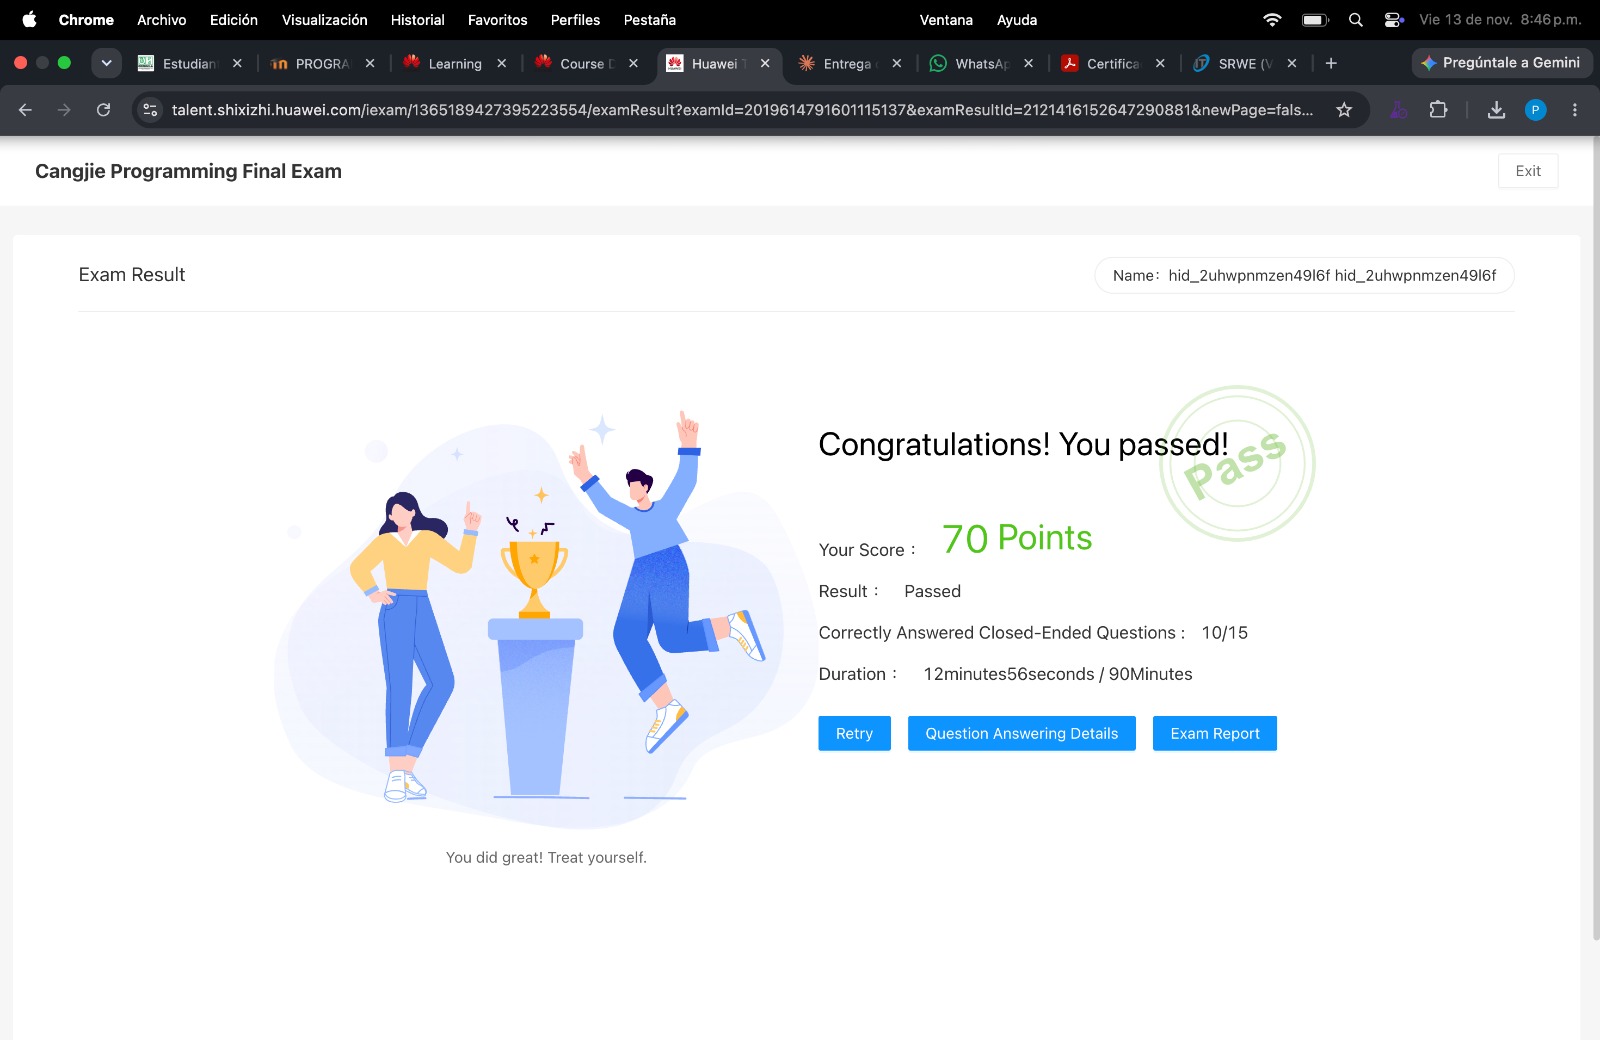 Chrome Archivo Edición Visualización Historial Favoritos Perfiles Pestaña Ventana Ayuda Vie 13 de nov. 8:46 p.m.
Estudian PROGRA Learning Course D Huawei T Entrega WhatsAp Certifica SRWE (V Pregúntale a Gemini
talent.shixizhi.huawei.com/iexam/1365189427395223554/examResult?examId=2019614791601115137&examResultId=2121416152647290881&newPage=fals... P
Cangjie Programming Final Exam Exit
Exam Result Name: hid_2uhwpnmzen49l6f hid_2uhwpnmzen49l6f
Congratulations! You passed!
Pass
Your Score : 70 Points
Result : Passed
Correctly Answered Closed-Ended Questions : 10/15
Duration : 12minutes56seconds / 90Minutes
Retry Question Answering Details Exam Report
You did great! Treat yourself.